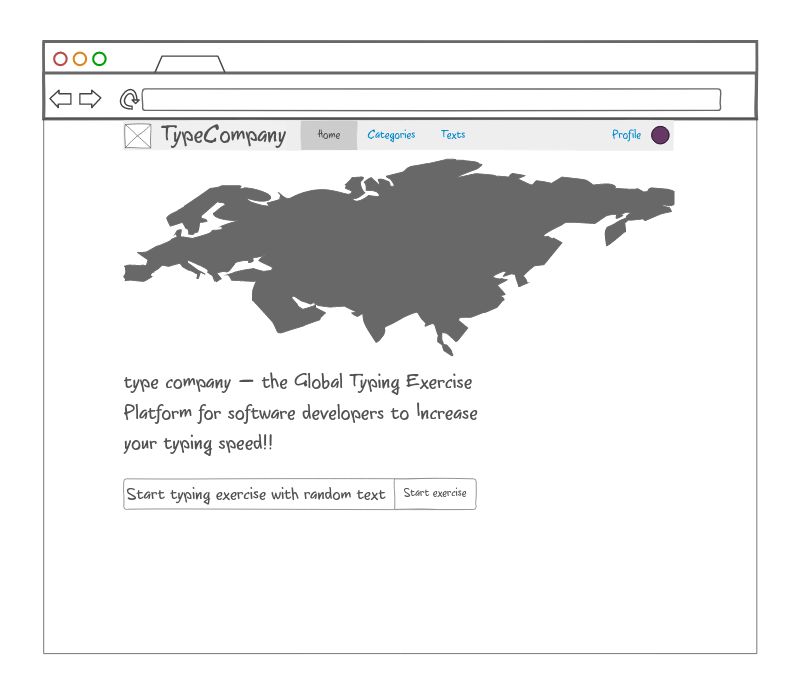 TypeCompany Home Categories Texts Profile
type company — the Global Typing Exercise
Platform for software developers to Increase
your typing speed!!
Start typing exercise with random text Start exercise